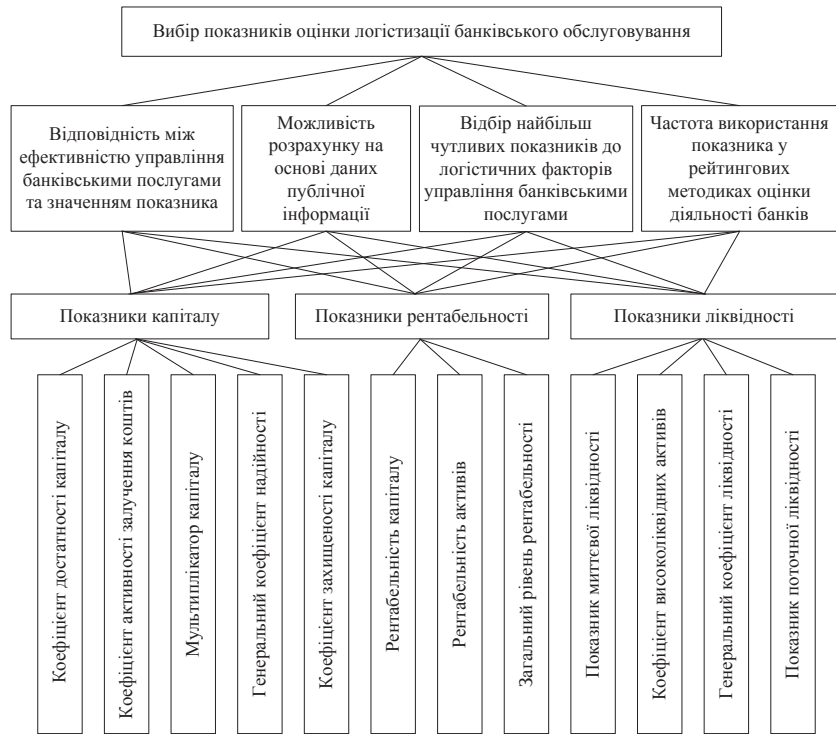 Вибір показників оцінки логістизації банківського обслуговування
Відповідність між
ефективністю управління
банківськими послугами
та значенням показника
Можливість
розрахунку на
основі даних
публічної
інформації
Відбір найбільш
чутливих показників до
логістичних факторів
управління банківськими
послугами
Частота використання
показника у
рейтингових
методиках оцінки
діяльності банків
Показники капіталу
Показники рентабельності
Показники ліквідності
Коефіцієнт достатності капіталу
Коефіцієнт активності залучення коштів
Мультиплікатор капіталу
Генеральний коефіцієнт надійності
Коефіцієнт захищеності капіталу
Рентабельність капіталу
Рентабельність активів
Загальний рівень рентабельності
Показник миттєвої ліквідності
Коефіцієнт високоліквідних активів
Генеральний коефіцієнт ліквідності
Показник поточної ліквідності